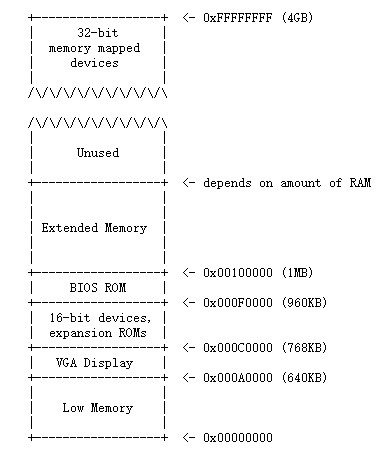 +------------------+ <- 0xFFFFFFFF (4GB)
| 32-bit |
| memory mapped |
| devices |
| |
/\/\/\/\/\/\/\/\/\/\
/\/\/\/\/\/\/\/\/\/\
| |
| Unused |
| |
+------------------+ <- depends on amount of RAM
| |
| |
| Extended Memory |
| |
| |
+------------------+ <- 0x00100000 (1MB)
| BIOS ROM |
+------------------+ <- 0x000F0000 (960KB)
| 16-bit devices, |
| expansion ROMs |
+------------------+ <- 0x000C0000 (768KB)
| VGA Display |
+------------------+ <- 0x000A0000 (640KB)
| |
| Low Memory |
| |
+------------------+ <- 0x00000000